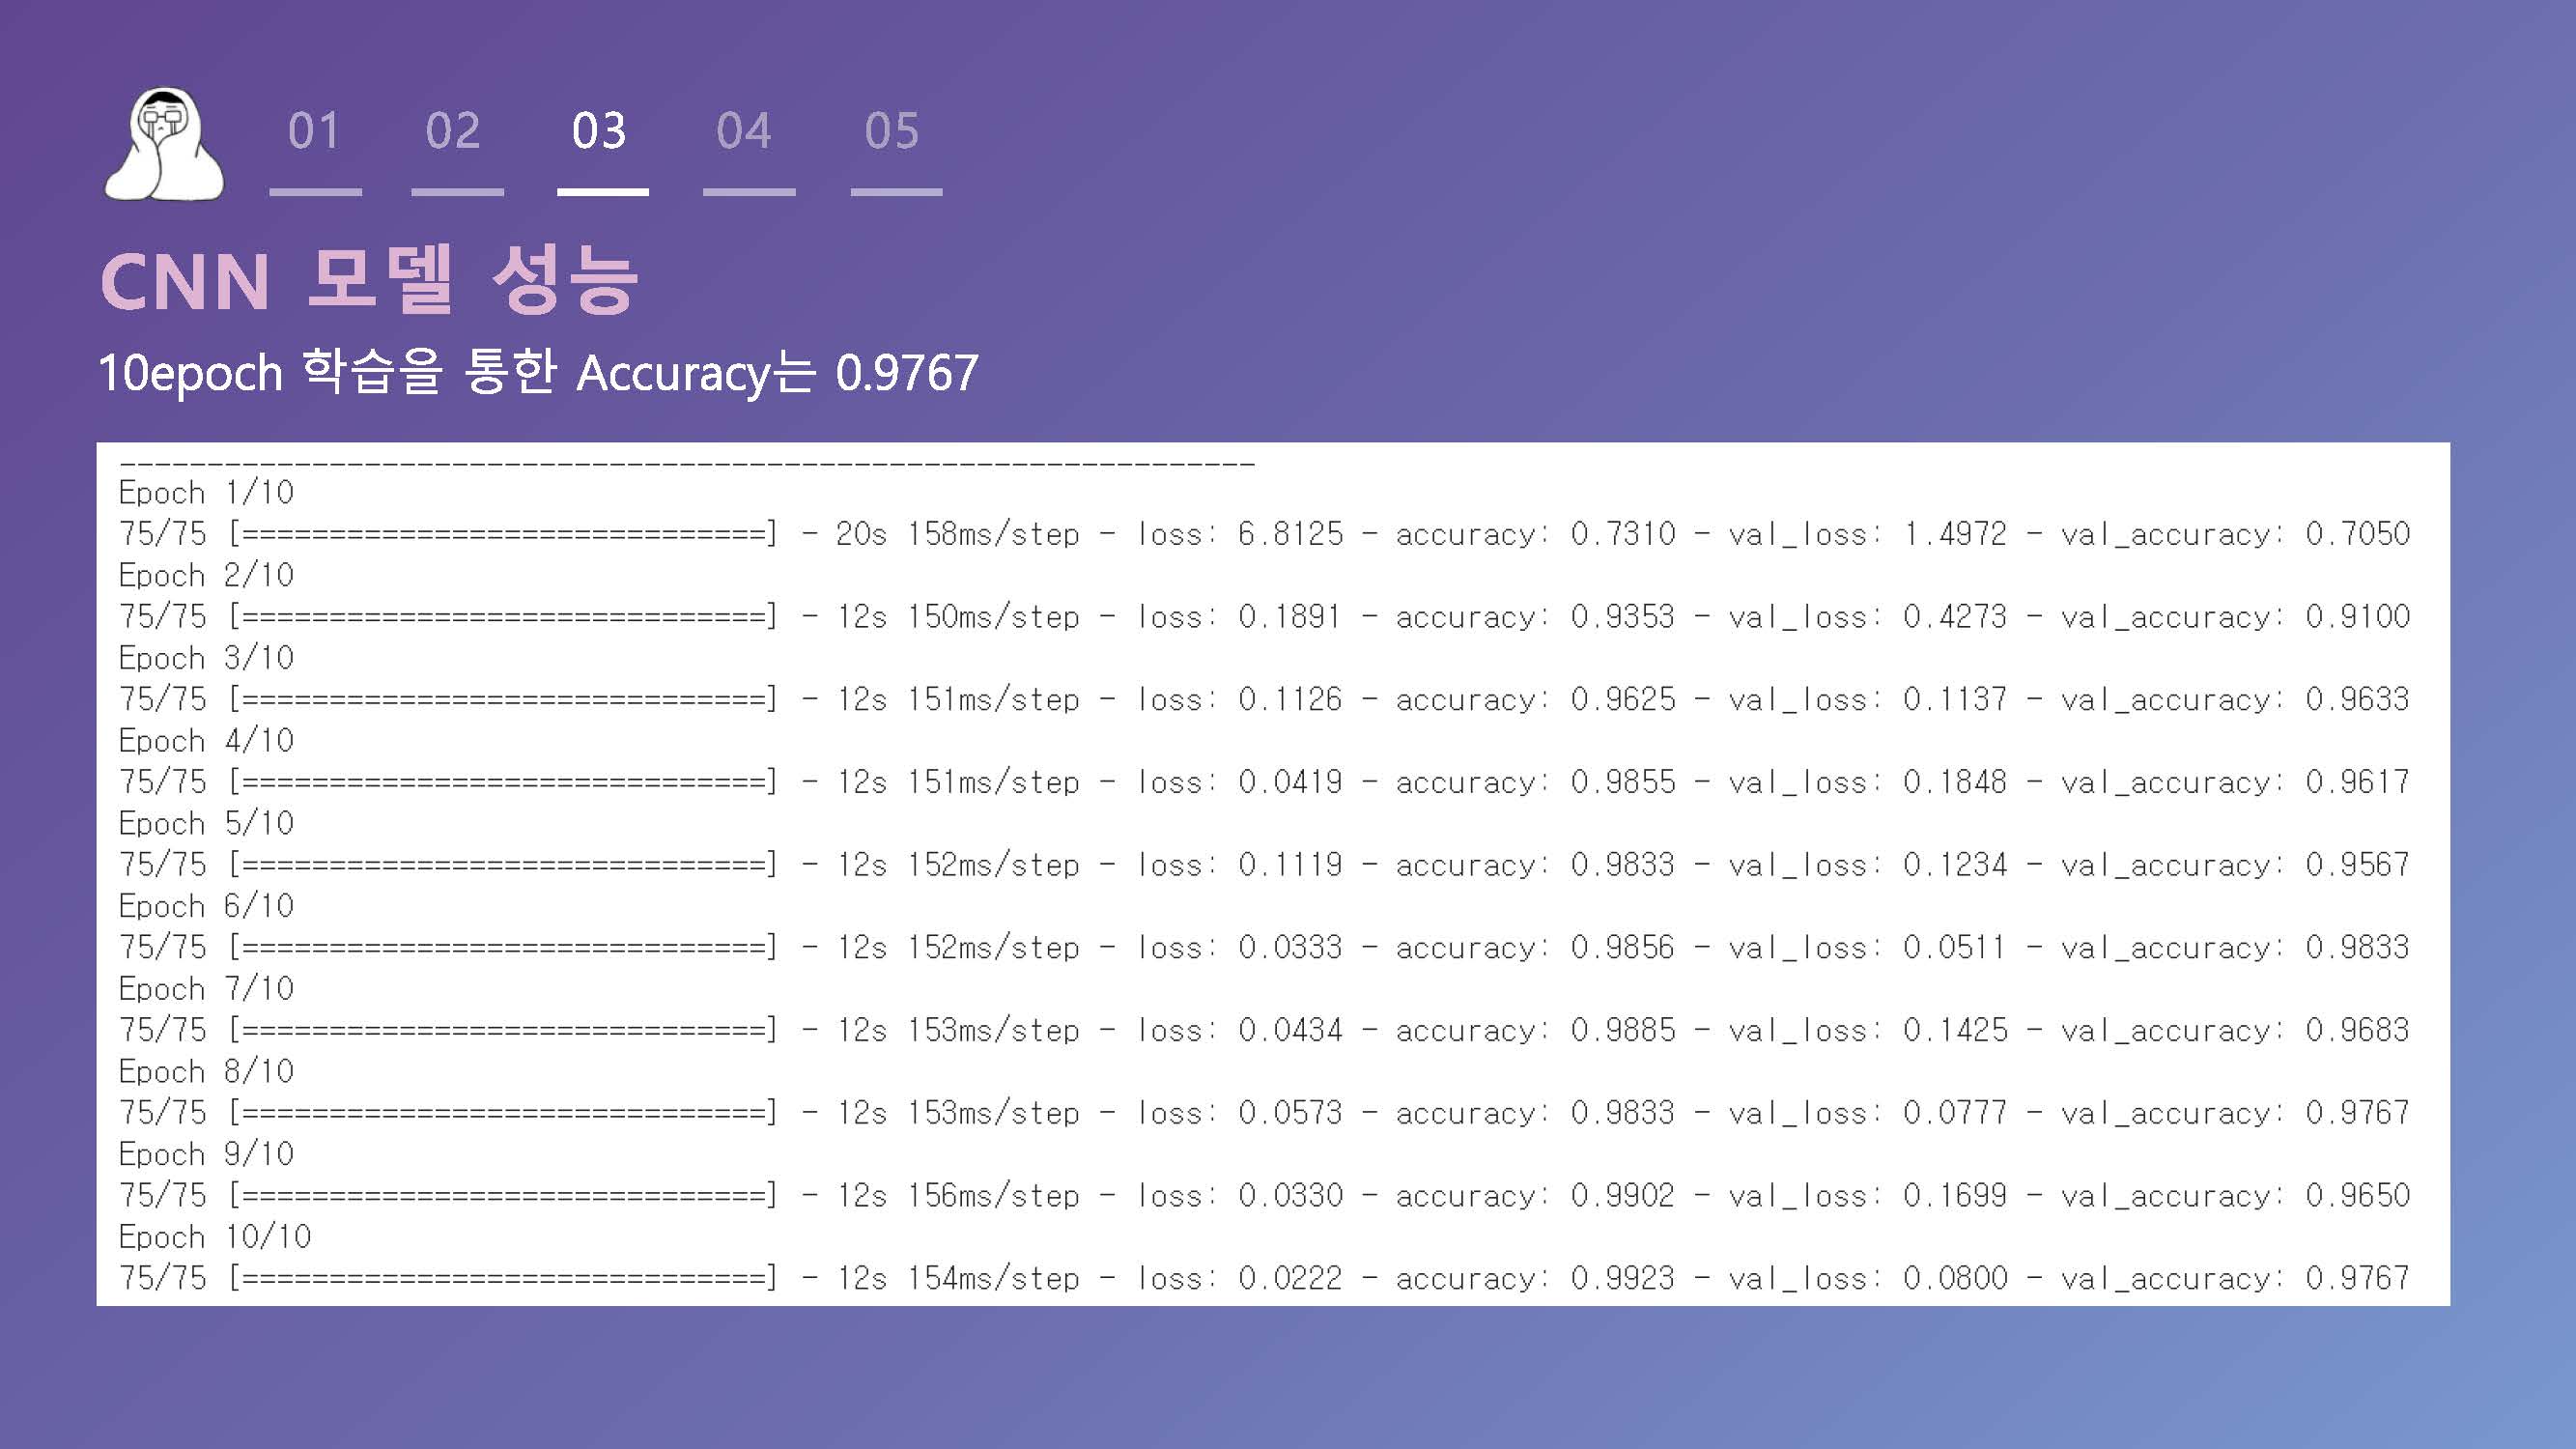 01 02 03 04 05
CNN 모델 성능
10epoch 학습을 통한 Accuracy는 0.9767
_________________________________________________________________
Epoch 1/10
75/75 [==============================] - 20s 158ms/step - loss: 6.8125 - accuracy: 0.7310 - val_loss: 1.4972 - val_accuracy: 0.7050
Epoch 2/10
75/75 [==============================] - 12s 150ms/step - loss: 0.1891 - accuracy: 0.9353 - val_loss: 0.4273 - val_accuracy: 0.9100
Epoch 3/10
75/75 [==============================] - 12s 151ms/step - loss: 0.1126 - accuracy: 0.9625 - val_loss: 0.1137 - val_accuracy: 0.9633
Epoch 4/10
75/75 [==============================] - 12s 151ms/step - loss: 0.0419 - accuracy: 0.9855 - val_loss: 0.1848 - val_accuracy: 0.9617
Epoch 5/10
75/75 [==============================] - 12s 152ms/step - loss: 0.1119 - accuracy: 0.9833 - val_loss: 0.1234 - val_accuracy: 0.9567
Epoch 6/10
75/75 [==============================] - 12s 152ms/step - loss: 0.0333 - accuracy: 0.9856 - val_loss: 0.0511 - val_accuracy: 0.9833
Epoch 7/10
75/75 [==============================] - 12s 153ms/step - loss: 0.0434 - accuracy: 0.9885 - val_loss: 0.1425 - val_accuracy: 0.9683
Epoch 8/10
75/75 [==============================] - 12s 153ms/step - loss: 0.0573 - accuracy: 0.9833 - val_loss: 0.0777 - val_accuracy: 0.9767
Epoch 9/10
75/75 [==============================] - 12s 156ms/step - loss: 0.0330 - accuracy: 0.9902 - val_loss: 0.1699 - val_accuracy: 0.9650
Epoch 10/10
75/75 [==============================] - 12s 154ms/step - loss: 0.0222 - accuracy: 0.9923 - val_loss: 0.0800 - val_accuracy: 0.9767